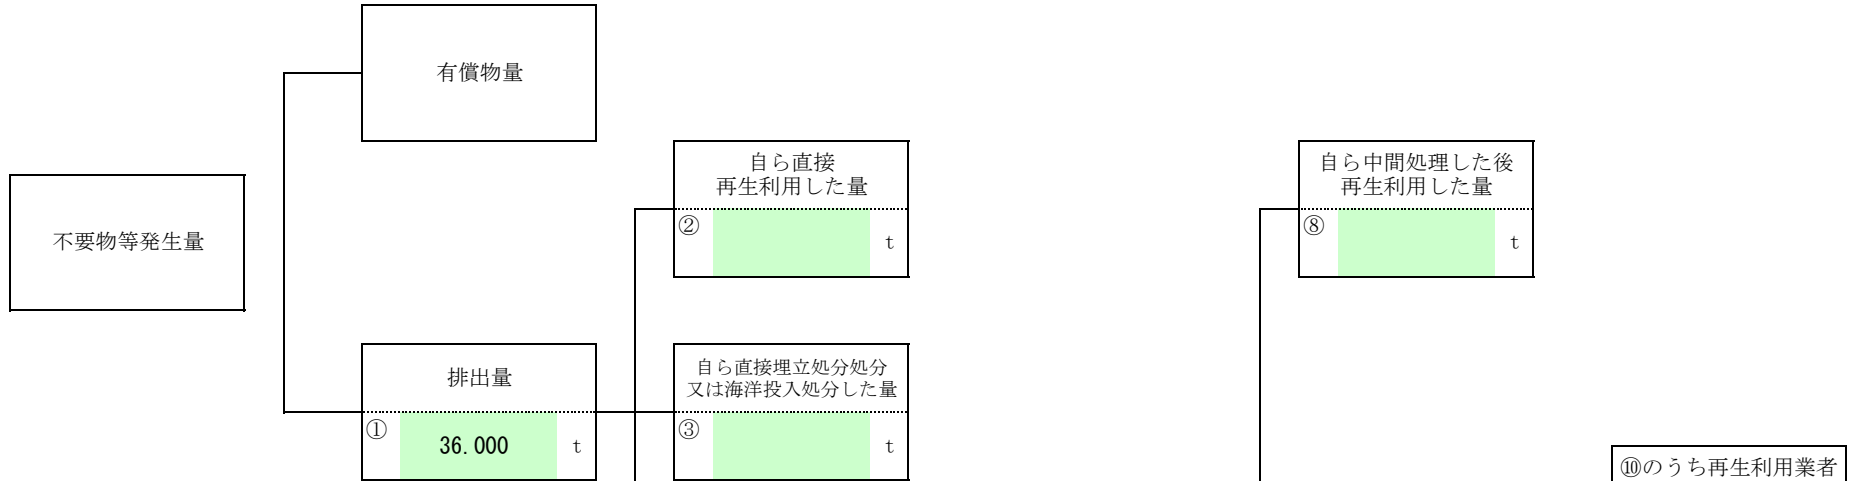 有償物量
自ら直接
再生利用した量
②
t
自ら中間処理した後
再生利用した量
⑧
t
不要物等発生量
排出量
①
36.000
t
自ら直接埋立処分処分
又は海洋投入処分した量
③
t
⑩のうち再生利用業者